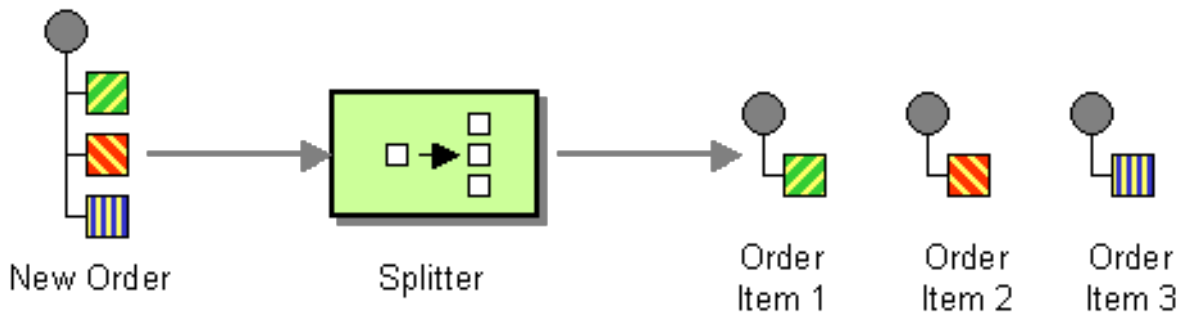 New Order
Splitter
Order
Item 1
Order
Item 2
Order
Item 3